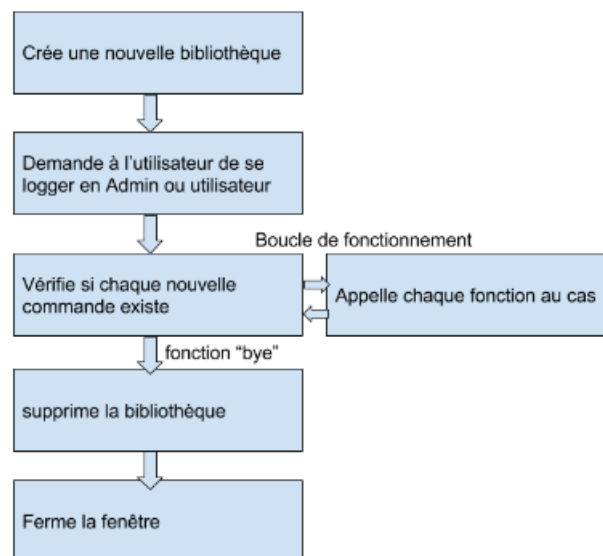 Crée une nouvelle bibliothèque
Demande à l'utilisateur de se
logger en Admin ou utilisateur
Boucle de fonctionnement
Vérifie si chaque nouvelle
commande existe
Appelle chaque fonction au cas
fonction "bye"
supprime la bibliothèque
Ferme la fenêtre